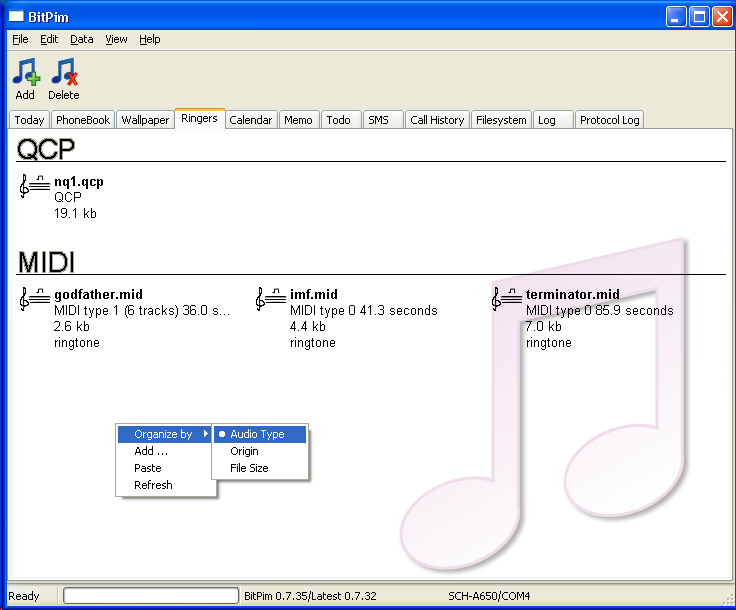 BitPim
File Edit Data View Help
Add Delete
Today PhoneBook Wallpaper Ringers Calendar Memo Todo SMS Call History Filesystem Log Protocol Log
QCP
nq1.qcp
QCP
19.1 kb
MIDI
godfather.mid
MIDI type 1 (6 tracks) 36.0 s...
2.6 kb
ringtone
imf.mid
MIDI type 0 41.3 seconds
4.4 kb
ringtone
terminator.mid
MIDI type 0 85.9 seconds
7.0 kb
ringtone
Organize by
Add ...
Paste
Refresh
Audio Type
Origin
File Size
Ready BitPim 0.7.35/Latest 0.7.32 SCH-A650/COM4